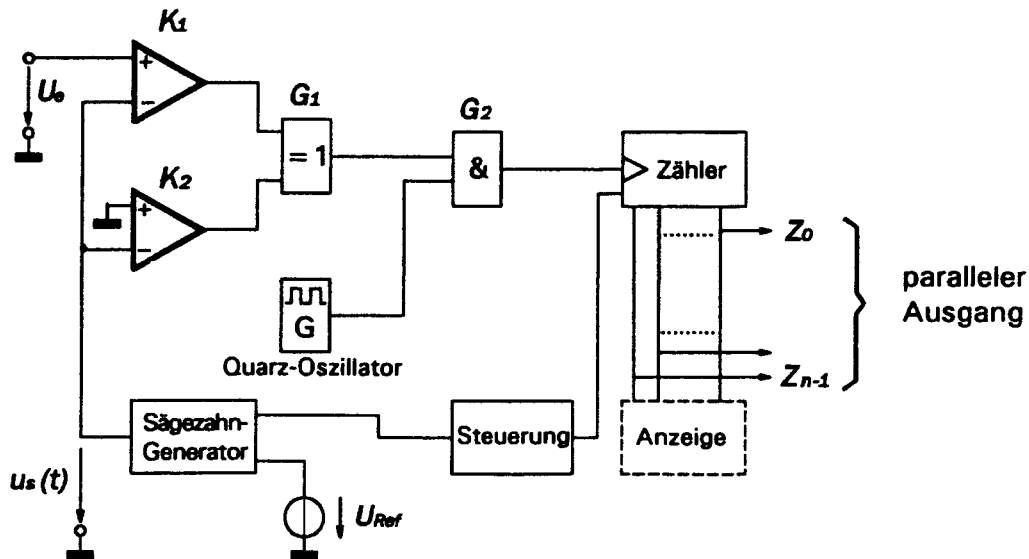 K1
+
−
Ue
G1
= 1
G2
&
Zähler
K2
+
−
Z0
G
Quarz-Oszillator
paralleler
Ausgang
Zn-1
Sägezahn-
Generator
Steuerung
Anzeige
us(t)
URef